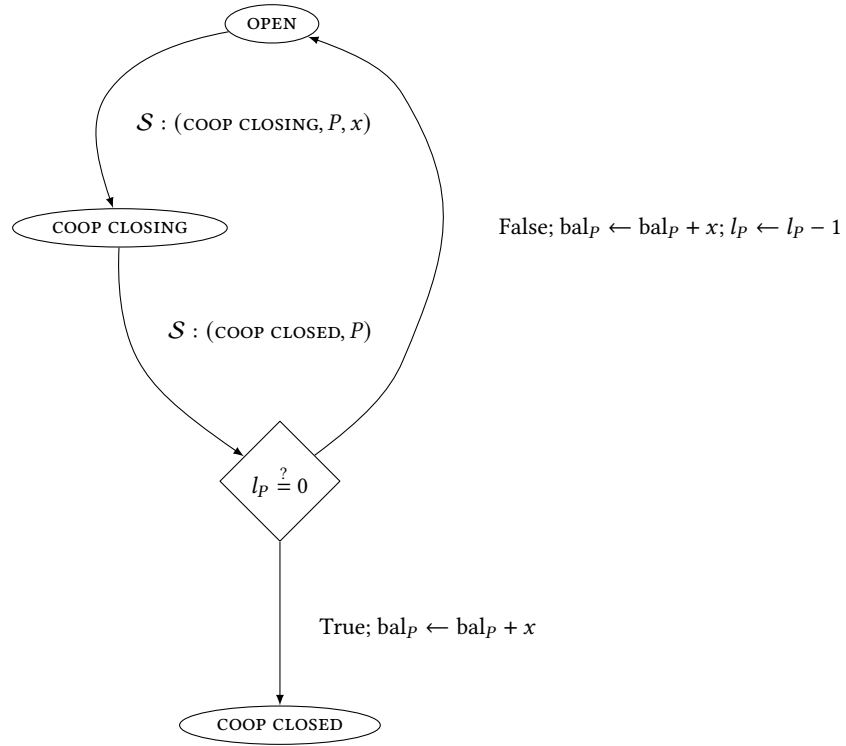 OPEN
𝒮 : (COOP CLOSING, P, x)
COOP CLOSING
False; bal_P ← bal_P + x; l_P ← l_P − 1
𝒮 : (COOP CLOSED, P)
l_P ≟ 0
True; bal_P ← bal_P + x
COOP CLOSED